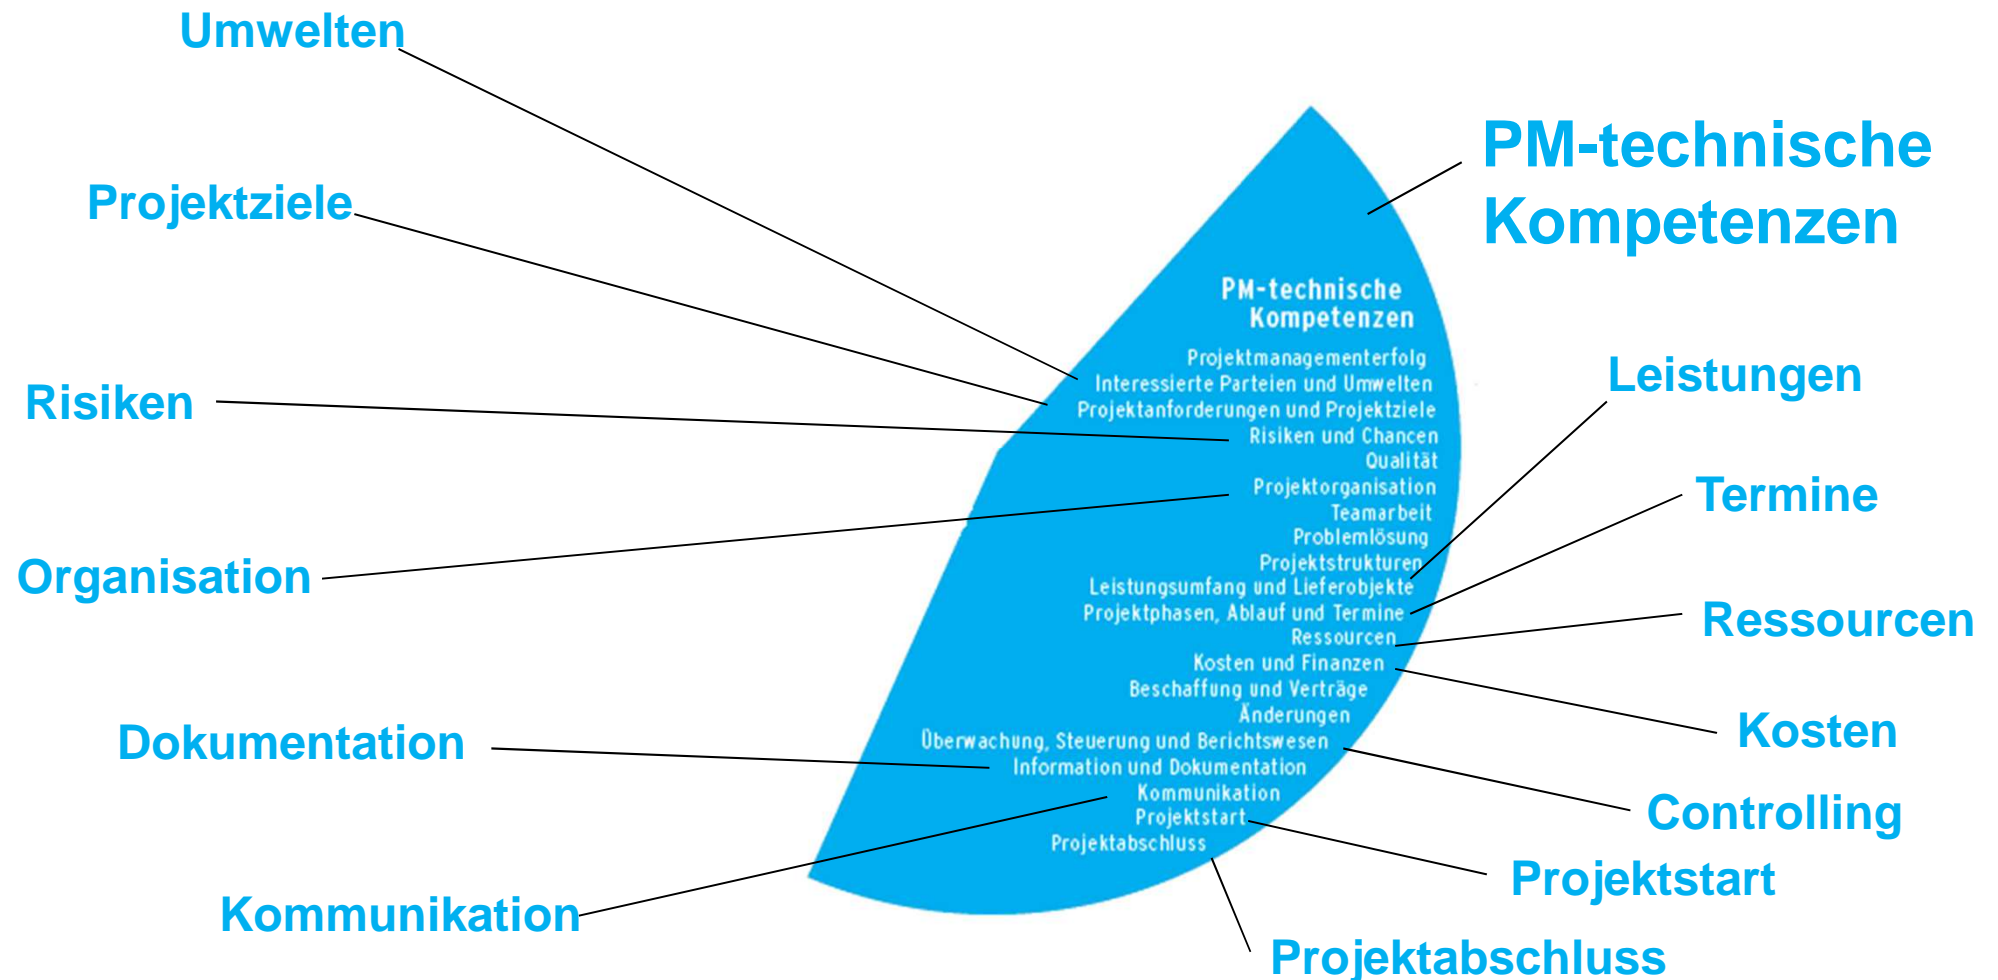 Umwelten
Projektziele
Risiken
Organisation
Dokumentation
Kommunikation
PM-technische
Kompetenzen
PM-technische
Kompetenzen
Projektmanagementerfolg
Interessierte Parteien und Umwelten
Projektanforderungen und Projektziele
Risiken und Chancen
Qualität
Projektorganisation
Teamarbeit
Problemlösung
Projektstrukturen
Leistungsumfang und Lieferobjekte
Projektphasen, Ablauf und Termine
Ressourcen
Kosten und Finanzen
Beschaffung und Verträge
Änderungen
Überwachung, Steuerung und Berichtswesen
Information und Dokumentation
Kommunikation
Projektstart
Projektabschluss
Leistungen
Termine
Ressourcen
Kosten
Controlling
Projektstart
Projektabschluss